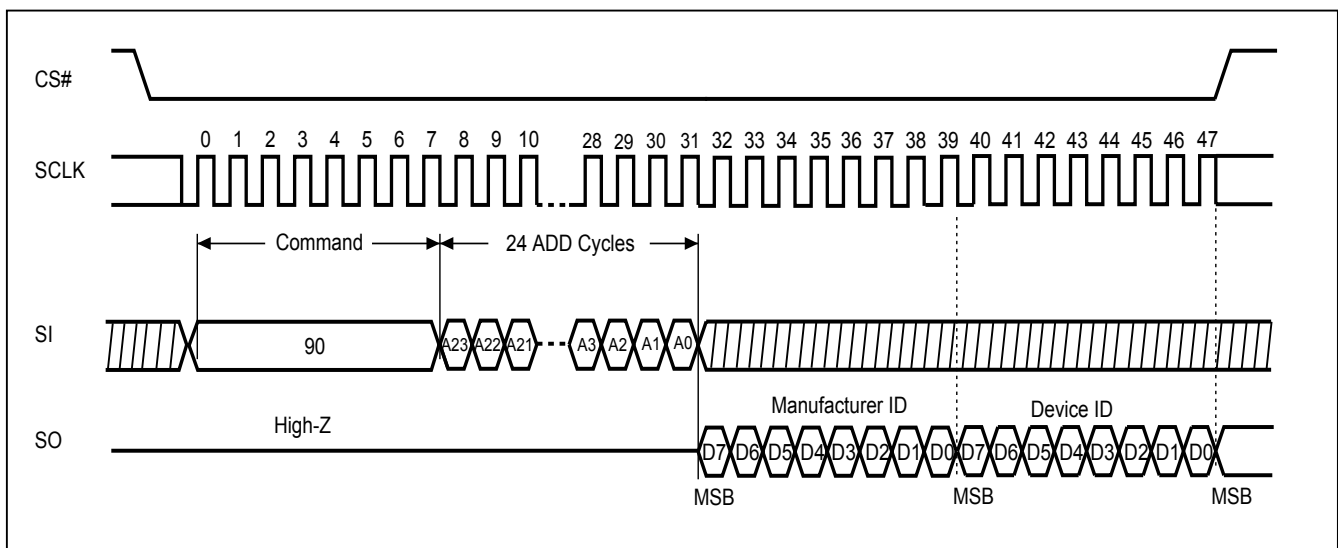 CS#
0 1 2 3 4 5 6 7 8 9 10 28 29 30 31 32 33 34 35 36 37 38 39 40 41 42 43 44 45 46 47
SCLK
Command 24 ADD Cycles
SI 90 A23 A22 A21 A3 A2 A1 A0
Manufacturer ID Device ID
High-Z
SO D7 D6 D5 D4 D3 D2 D1 D0 D7 D6 D5 D4 D3 D2 D1 D0
MSB MSB MSB